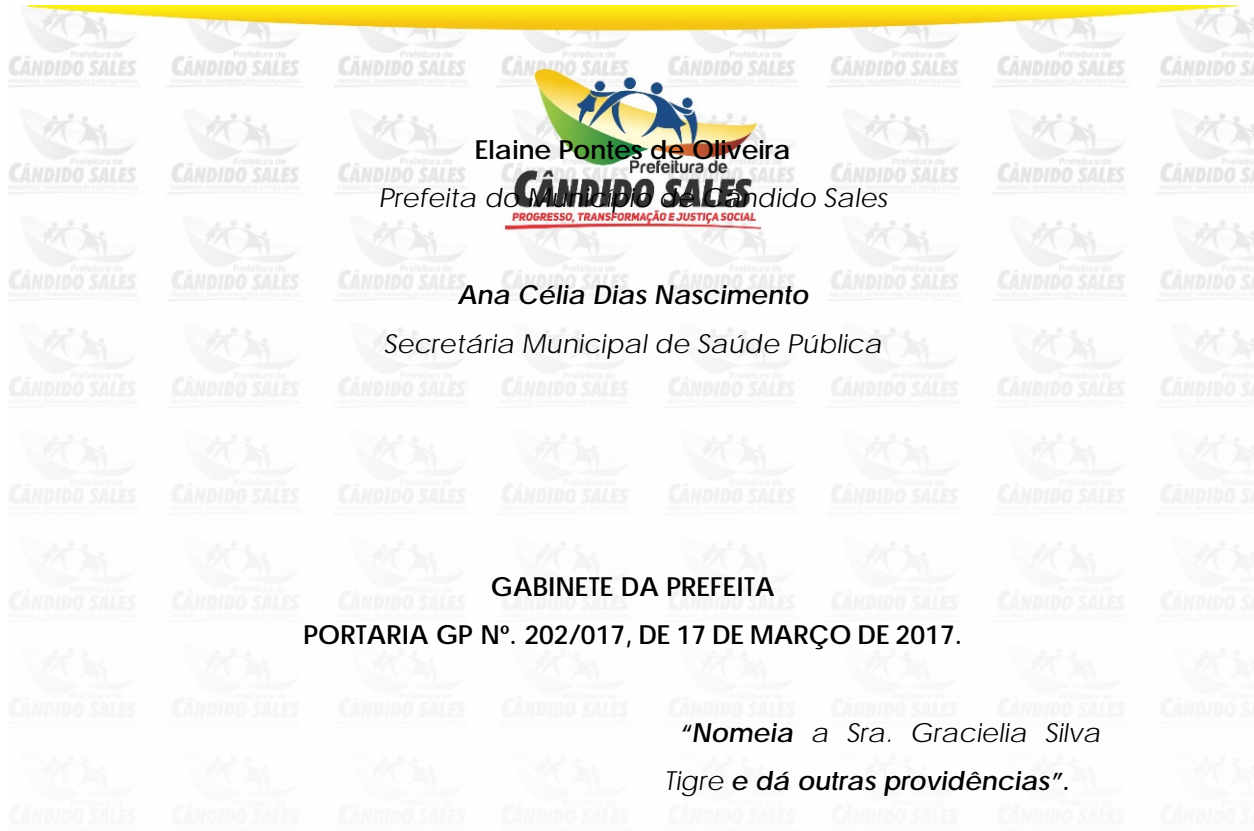 Elaine Pontes de Oliveira
Prefeitura de
CÂNDIDO SALES
Prefeita do Município de Cândido Sales
PROGRESSO, TRANSFORMAÇÃO E JUSTIÇA SOCIAL
Ana Célia Dias Nascimento
Secretária Municipal de Saúde Pública
GABINETE DA PREFEITA
PORTARIA GP Nº. 202/017, DE 17 DE MARÇO DE 2017.
“Nomeia a Sra. Gracielia Silva
Tigre e dá outras providências”.